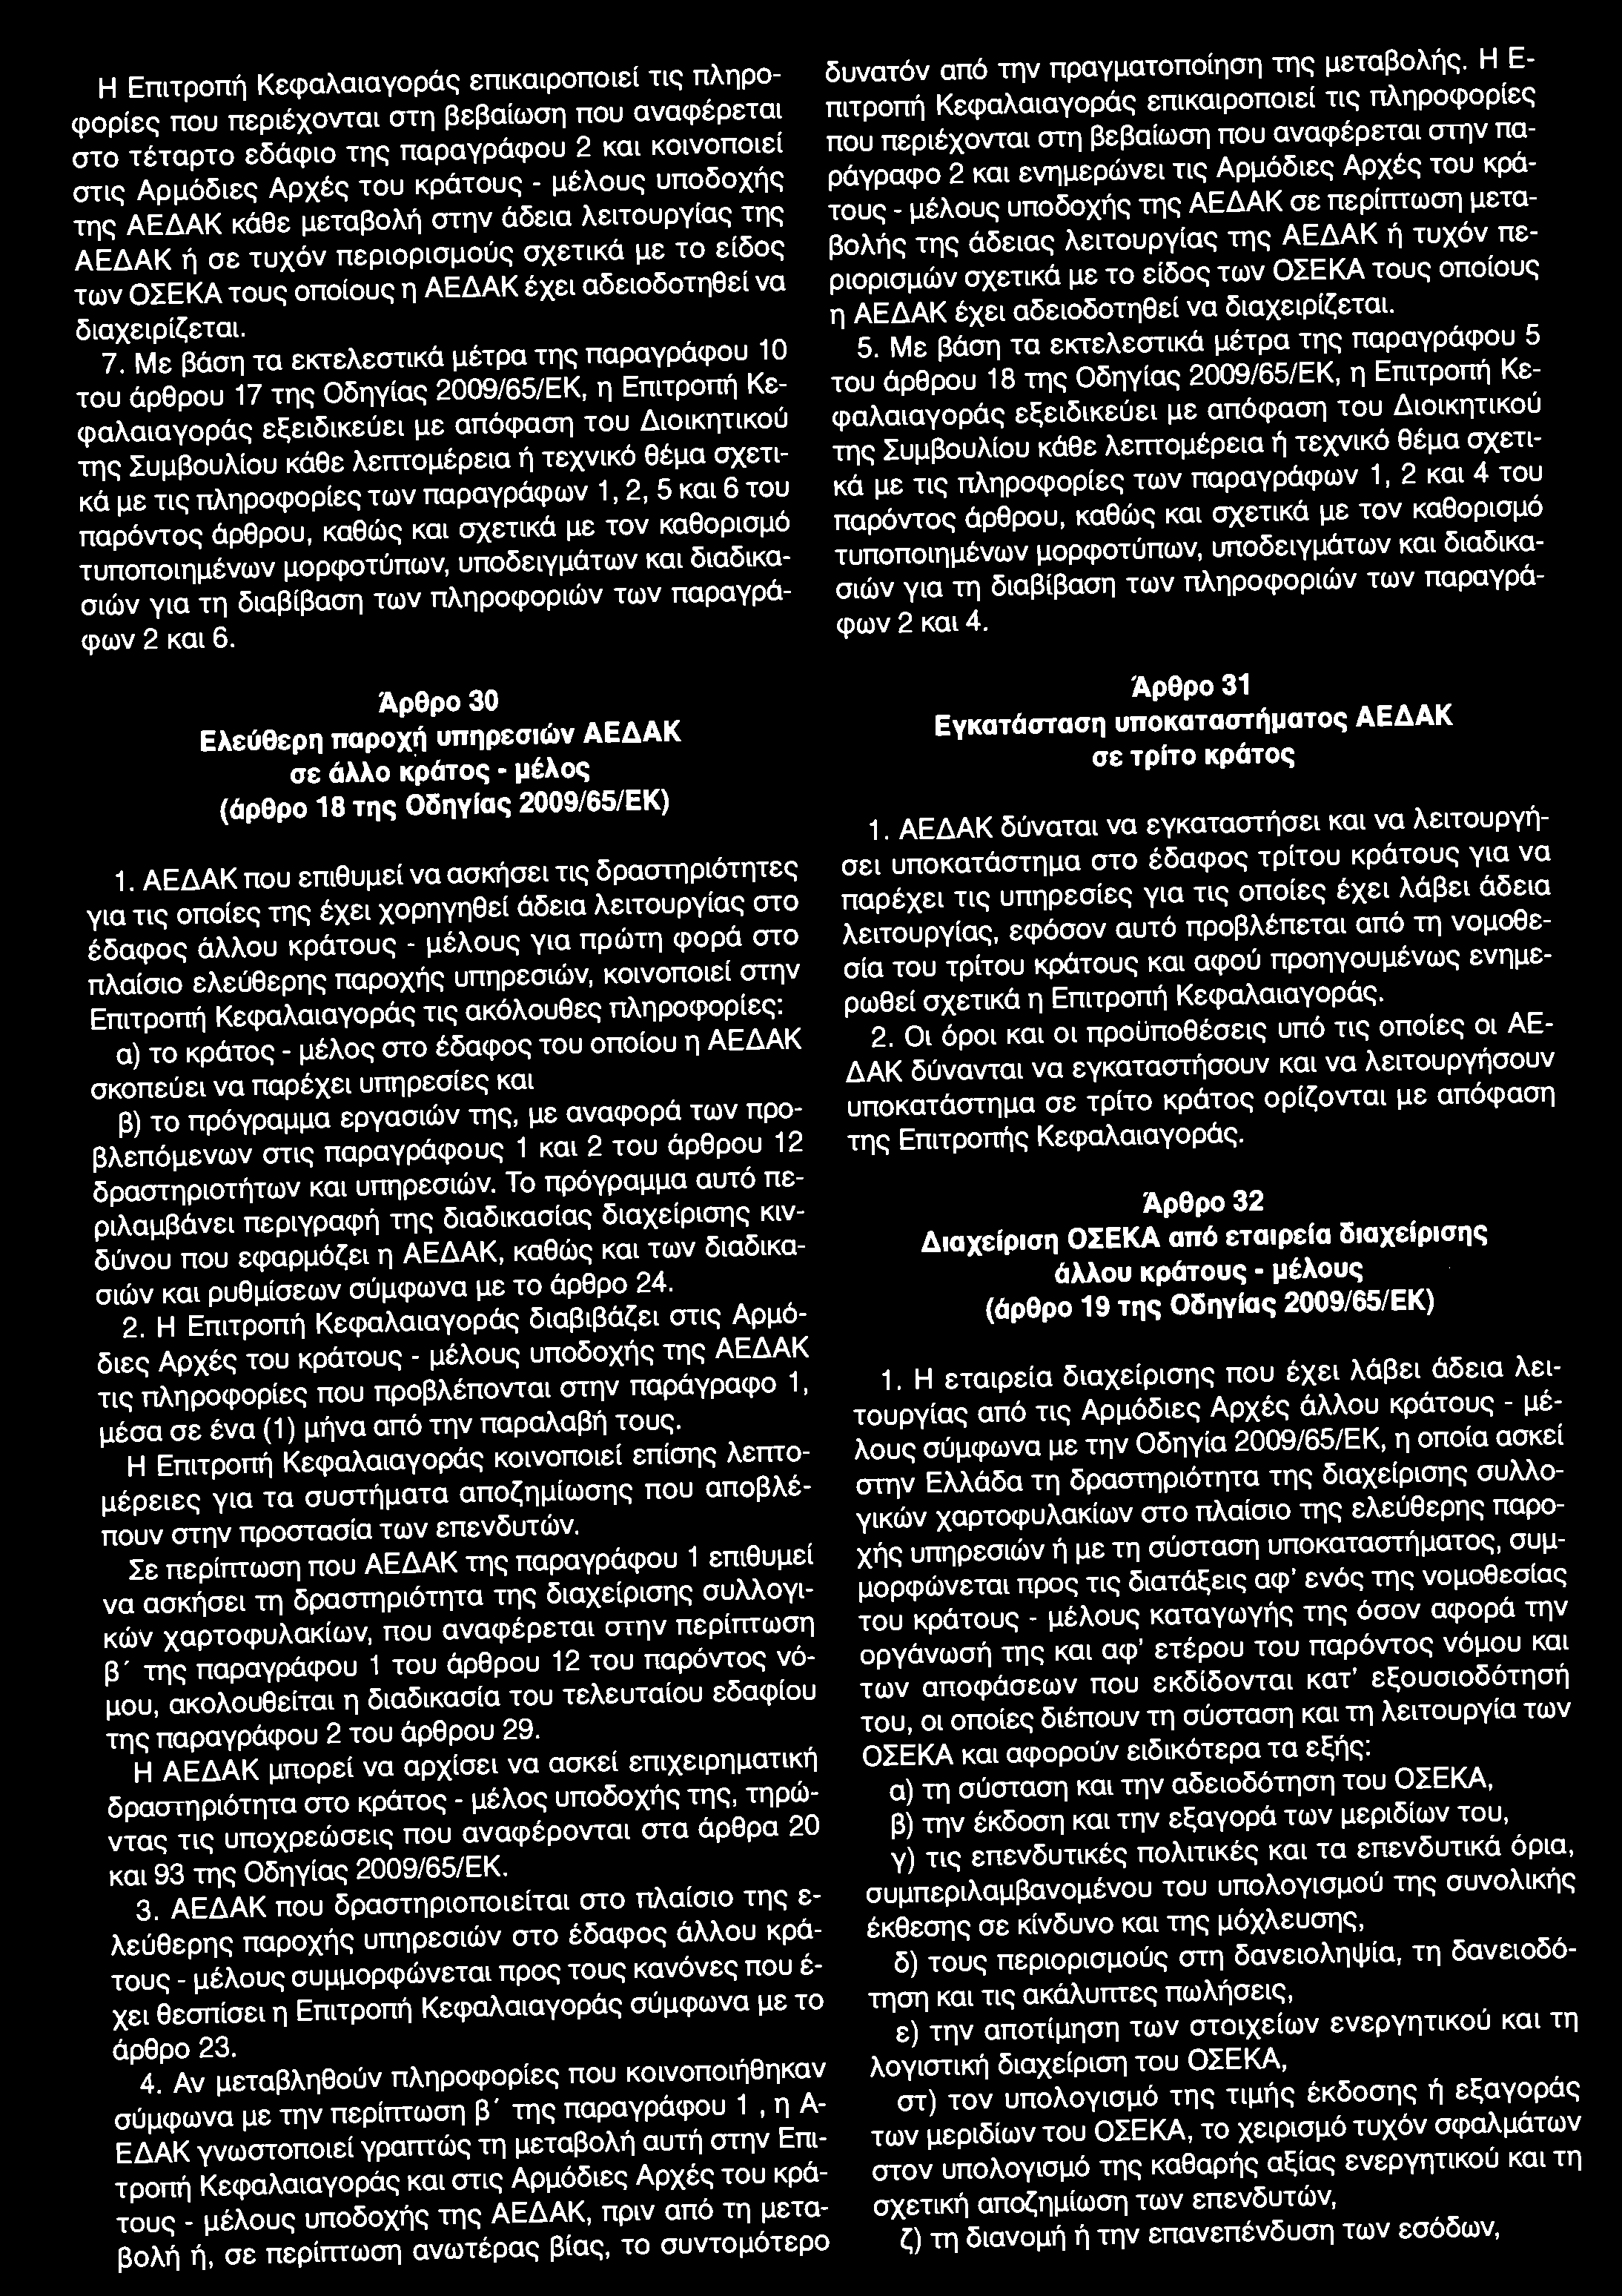 Η Επιτροπή Κεφαλαιαγοράς επικαιροποιεί τις πληρο-
φορίες που περιέχονται στη βεβαίωση που αναφέρεται
στο τέταρτο εδάφιο της παραγράφου 2 και κοινοποιεί
στις Αρμόδιες Αρχές του κράτους - μέλους υποδοχής
της ΑΕΔΑΚ κάθε μεταβολή στην άδεια λειτουργίας της
ΑΕΔΑΚ ή σε τυχόν περιορισμούς σχετικά με το είδος
των ΟΣΕΚΑ τους οποίους η ΑΕΔΑΚ έχει αδειοδοτηθεί να
διαχειρίζεται.
7. Με βάση τα εκτελεστικά μέτρα της παραγράφου 10
του άρθρου 17 της Οδηγίας 2009/65/ΕΚ, η Επιτροπή Κε-
φαλαιαγοράς εξειδικεύει με απόφαση του Διοικητικού
της Συμβουλίου κάθε λεπτομέρεια ή τεχνικό θέμα σχετι-
κά με τις πληροφορίες των παραγράφων 1, 2, 5 και 6 του
παρόντος άρθρου, καθώς και σχετικά με τον καθορισμό
τυποποιημένων μορφοτύπων, υποδειγμάτων και διαδικα-
σιών για τη διαβίβαση των πληροφοριών των παραγρά-
φων 2 και 6.
Άρθρο 30
Ελεύθερη παροχή υπηρεσιών ΑΕΔΑΚ
σε άλλο κράτος - μέλος
(άρθρο 18 της Οδηγίας 2009/65/ΕΚ)
1. ΑΕΔΑΚ που επιθυμεί να ασκήσει τις δραστηριότητες
για τις οποίες της έχει χορηγηθεί άδεια λειτουργίας στο
έδαφος άλλου κράτους - μέλους για πρώτη φορά στο
πλαίσιο ελεύθερης παροχής υπηρεσιών, κοινοποιεί στην
Επιτροπή Κεφαλαιαγοράς τις ακόλουθες πληροφορίες:
α) το κράτος - μέλος στο έδαφος του οποίου η ΑΕΔΑΚ
σκοπεύει να παρέχει υπηρεσίες και
β) το πρόγραμμα εργασιών της, με αναφορά των προ-
βλεπόμενων στις παραγράφους 1 και 2 του άρθρου 12
δραστηριοτήτων και υπηρεσιών. Το πρόγραμμα αυτό πε-
ριλαμβάνει περιγραφή της διαδικασίας διαχείρισης κιν-
δύνου που εφαρμόζει η ΑΕΔΑΚ, καθώς και των διαδικα-
σιών και ρυθμίσεων σύμφωνα με το άρθρο 24.
2. Η Επιτροπή Κεφαλαιαγοράς διαβιβάζει στις Αρμό-
διες Αρχές του κράτους - μέλους υποδοχής της ΑΕΔΑΚ
τις πληροφορίες που προβλέπονται στην παράγραφο 1,
μέσα σε ένα (1) μήνα από την παραλαβή τους.
Η Επιτροπή Κεφαλαιαγοράς κοινοποιεί επίσης λεπτο-
μέρειες για τα συστήματα αποζημίωσης που αποβλέ-
πουν στην προστασία των επενδυτών.
Σε περίπτωση που ΑΕΔΑΚ της παραγράφου 1 επιθυμεί
να ασκήσει τη δραστηριότητα της διαχείρισης συλλογι-
κών χαρτοφυλακίων, που αναφέρεται στην περίπτωση
β΄ της παραγράφου 1 του άρθρου 12 του παρόντος νό-
μου, ακολουθείται η διαδικασία του τελευταίου εδαφίου
της παραγράφου 2 του άρθρου 29.
Η ΑΕΔΑΚ μπορεί να αρχίσει να ασκεί επιχειρηματική
δραστηριότητα στο κράτος - μέλος υποδοχής της, τηρώ-
ντας τις υποχρεώσεις που αναφέρονται στα άρθρα 20
και 93 της Οδηγίας 2009/65/ΕΚ.
3. ΑΕΔΑΚ που δραστηριοποιείται στο πλαίσιο της ε-
λεύθερης παροχής υπηρεσιών στο έδαφος άλλου κρά-
τους - μέλους συμμορφώνεται προς τους κανόνες που έ-
χει θεσπίσει η Επιτροπή Κεφαλαιαγοράς σύμφωνα με το
άρθρο 23.
4. Αν μεταβληθούν πληροφορίες που κοινοποιήθηκαν
σύμφωνα με την περίπτωση β΄ της παραγράφου 1 , η Α-
ΕΔΑΚ γνωστοποιεί γραπτώς τη μεταβολή αυτή στην Επι-
τροπή Κεφαλαιαγοράς και στις Αρμόδιες Αρχές του κρά-
τους - μέλους υποδοχής της ΑΕΔΑΚ, πριν από τη μετα-
βολή ή, σε περίπτωση ανωτέρας βίας, το συντομότερο
δυνατόν από την πραγματοποίηση της μεταβολής. Η Ε-
πιτροπή Κεφαλαιαγοράς επικαιροποιεί τις πληροφορίες
που περιέχονται στη βεβαίωση που αναφέρεται στην πα-
ράγραφο 2 και ενημερώνει τις Αρμόδιες Αρχές του κρά-
τους - μέλους υποδοχής της ΑΕΔΑΚ σε περίπτωση μετα-
βολής της άδειας λειτουργίας της ΑΕΔΑΚ ή τυχόν πε-
ριορισμών σχετικά με το είδος των ΟΣΕΚΑ τους οποίους
η ΑΕΔΑΚ έχει αδειοδοτηθεί να διαχειρίζεται.
5. Με βάση τα εκτελεστικά μέτρα της παραγράφου 5
του άρθρου 18 της Οδηγίας 2009/65/ΕΚ, η Επιτροπή Κε-
φαλαιαγοράς εξειδικεύει με απόφαση του Διοικητικού
της Συμβουλίου κάθε λεπτομέρεια ή τεχνικό θέμα σχετι-
κά με τις πληροφορίες των παραγράφων 1, 2 και 4 του
παρόντος άρθρου, καθώς και σχετικά με τον καθορισμό
τυποποιημένων μορφοτύπων, υποδειγμάτων και διαδικα-
σιών για τη διαβίβαση των πληροφοριών των παραγρά-
φων 2 και 4.
Άρθρο 31
Εγκατάσταση υποκαταστήματος ΑΕΔΑΚ
σε τρίτο κράτος
1. ΑΕΔΑΚ δύναται να εγκαταστήσει και να λειτουργή-
σει υποκατάστημα στο έδαφος τρίτου κράτους για να
παρέχει τις υπηρεσίες για τις οποίες έχει λάβει άδεια
λειτουργίας, εφόσον αυτό προβλέπεται από τη νομοθε-
σία του τρίτου κράτους και αφού προηγουμένως ενημε-
ρωθεί σχετικά η Επιτροπή Κεφαλαιαγοράς.
2. Οι όροι και οι προϋποθέσεις υπό τις οποίες οι ΑΕ-
ΔΑΚ δύνανται να εγκαταστήσουν και να λειτουργήσουν
υποκατάστημα σε τρίτο κράτος ορίζονται με απόφαση
της Επιτροπής Κεφαλαιαγοράς.
Άρθρο 32
Διαχείριση ΟΣΕΚΑ από εταιρεία διαχείρισης
άλλου κράτους - μέλους
(άρθρο 19 της Οδηγίας 2009/65/ΕΚ)
1. Η εταιρεία διαχείρισης που έχει λάβει άδεια λει-
τουργίας από τις Αρμόδιες Αρχές άλλου κράτους - μέ-
λους σύμφωνα με την Οδηγία 2009/65/ΕΚ, η οποία ασκεί
στην Ελλάδα τη δραστηριότητα της διαχείρισης συλλο-
γικών χαρτοφυλακίων στο πλαίσιο της ελεύθερης παρο-
χής υπηρεσιών ή με τη σύσταση υποκαταστήματος, συμ-
μορφώνεται προς τις διατάξεις αφ' ενός της νομοθεσίας
του κράτους - μέλους καταγωγής της όσον αφορά την
οργάνωσή της και αφ' ετέρου του παρόντος νόμου και
των αποφάσεων που εκδίδονται κατ' εξουσιοδότησή
του, οι οποίες διέπουν τη σύσταση και τη λειτουργία των
ΟΣΕΚΑ και αφορούν ειδικότερα τα εξής:
α) τη σύσταση και την αδειοδότηση του ΟΣΕΚΑ,
β) την έκδοση και την εξαγορά των μεριδίων του,
γ) τις επενδυτικές πολιτικές και τα επενδυτικά όρια,
συμπεριλαμβανομένου του υπολογισμού της συνολικής
έκθεσης σε κίνδυνο και της μόχλευσης,
δ) τους περιορισμούς στη δανειοληψία, τη δανειοδό-
τηση και τις ακάλυπτες πωλήσεις,
ε) την αποτίμηση των στοιχείων ενεργητικού και τη
λογιστική διαχείριση του ΟΣΕΚΑ,
στ) τον υπολογισμό της τιμής έκδοσης ή εξαγοράς
των μεριδίων του ΟΣΕΚΑ, το χειρισμό τυχόν σφαλμάτων
στον υπολογισμό της καθαρής αξίας ενεργητικού και τη
σχετική αποζημίωση των επενδυτών,
ζ) τη διανομή ή την επανεπένδυση των εσόδων,